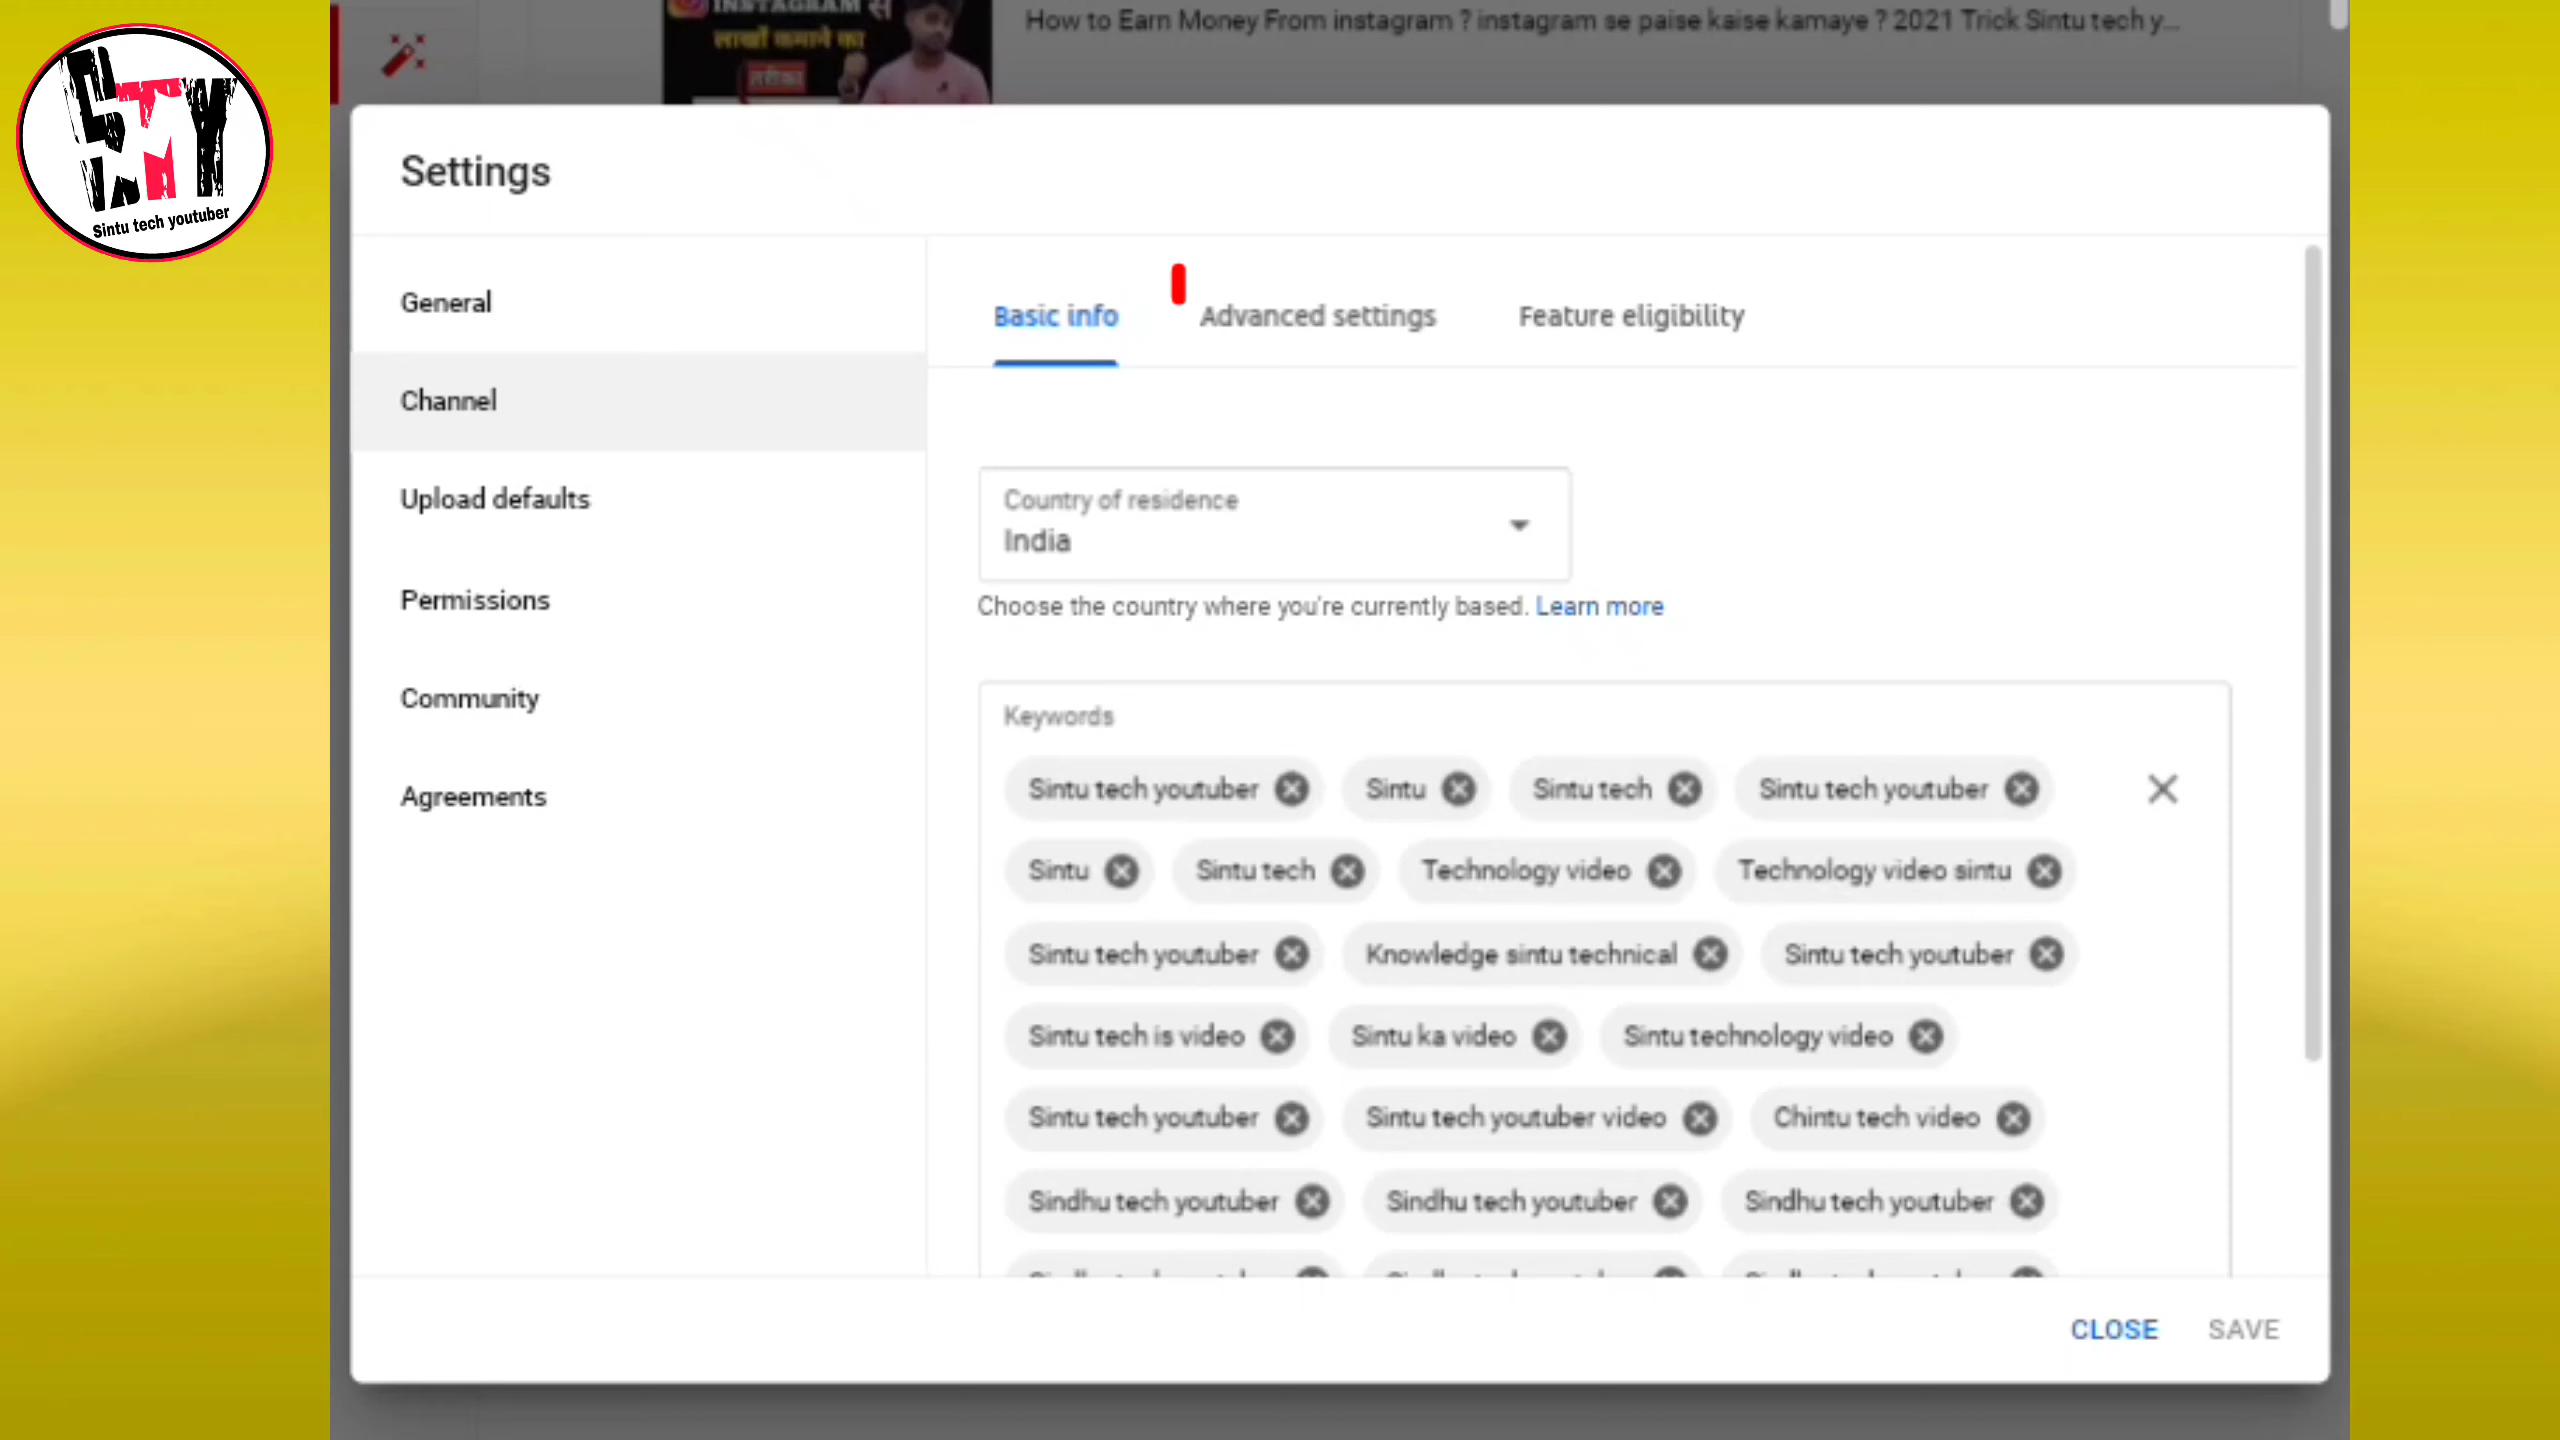 INSTAGRAM से
लाखों कमाने का
तरीका
How to Earn Money From instagram ? instagram se paise kaise kamaye ? 2021 Trick Sintu tech y...
STY
Sintu tech youtuber
Settings
General
Channel
Upload defaults
Permissions
Community
Agreements
Basic info Advanced settings Feature eligibility
Country of residence
India
Choose the country where you're currently based. Learn more
Keywords
Sintu tech youtuber Sintu Sintu tech Sintu tech youtuber
Sintu Sintu tech Technology video Technology video sintu
Sintu tech youtuber Knowledge sintu technical Sintu tech youtuber
Sintu tech is video Sintu ka video Sintu technology video
Sintu tech youtuber Sintu tech youtuber video Chintu tech video
Sindhu tech youtuber Sindhu tech youtuber Sindhu tech youtuber
CLOSE SAVE